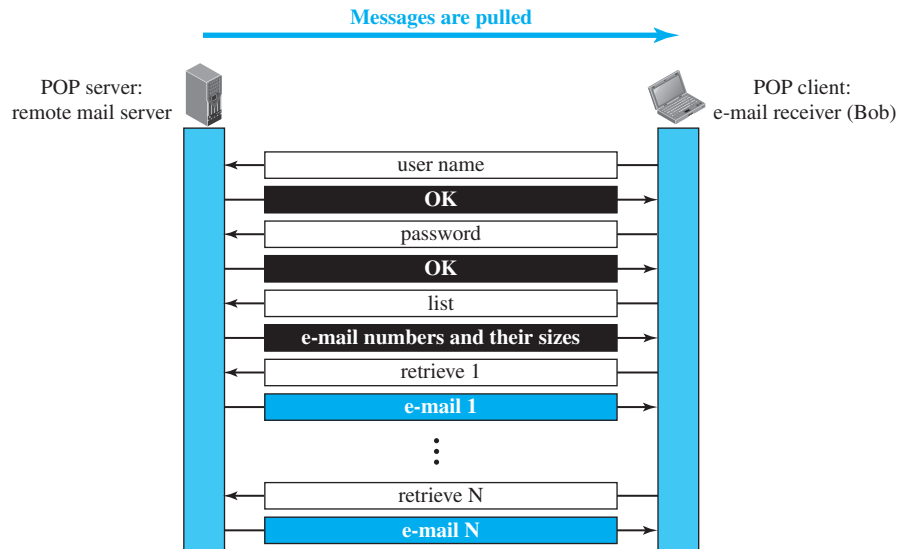 Messages are pulled
POP server:
remote mail server
POP client:
e-mail receiver (Bob)
user name
OK
password
OK
list
e-mail numbers and their sizes
retrieve 1
e-mail 1
retrieve N
e-mail N